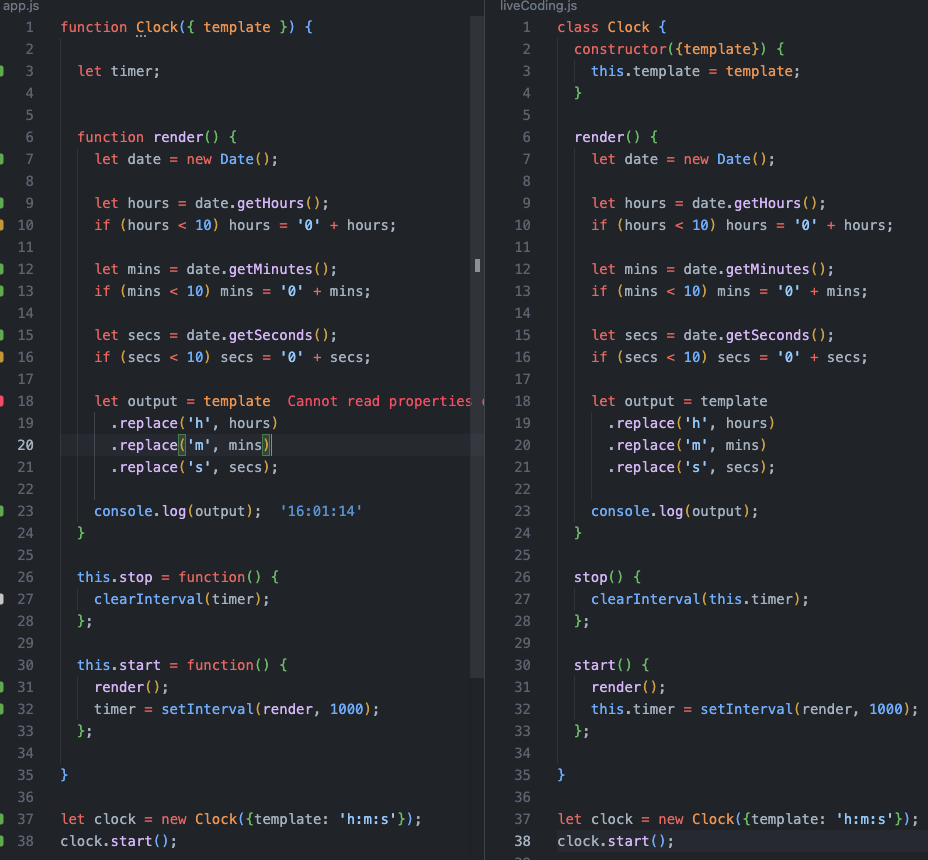 app.js
1 function Clock({ template }) {
2
3 let timer;
4
5
6 function render() {
7 let date = new Date();
8
9 let hours = date.getHours();
10 if (hours < 10) hours = '0' + hours;
11
12 let mins = date.getMinutes();
13 if (mins < 10) mins = '0' + mins;
14
15 let secs = date.getSeconds();
16 if (secs < 10) secs = '0' + secs;
17
18 let output = template Cannot read properties
19 .replace('h', hours)
20 .replace('m', mins)
21 .replace('s', secs);
22
23 console.log(output); '16:01:14'
24 }
25
26 this.stop = function() {
27 clearInterval(timer);
28 };
29
30 this.start = function() {
31 render();
32 timer = setInterval(render, 1000);
33 };
34
35 }
36
37 let clock = new Clock({template: 'h:m:s'});
38 clock.start();
liveCoding.js
1 class Clock {
2 constructor({template}) {
3 this.template = template;
4 }
5
6 render() {
7 let date = new Date();
8
9 let hours = date.getHours();
10 if (hours < 10) hours = '0' + hours;
11
12 let mins = date.getMinutes();
13 if (mins < 10) mins = '0' + mins;
14
15 let secs = date.getSeconds();
16 if (secs < 10) secs = '0' + secs;
17
18 let output = template
19 .replace('h', hours)
20 .replace('m', mins)
21 .replace('s', secs);
22
23 console.log(output);
24 }
25
26 stop() {
27 clearInterval(this.timer);
28 };
29
30 start() {
31 render();
32 this.timer = setInterval(render, 1000);
33 };
34
35 }
36
37 let clock = new Clock({template: 'h:m:s'});
38 clock.start();